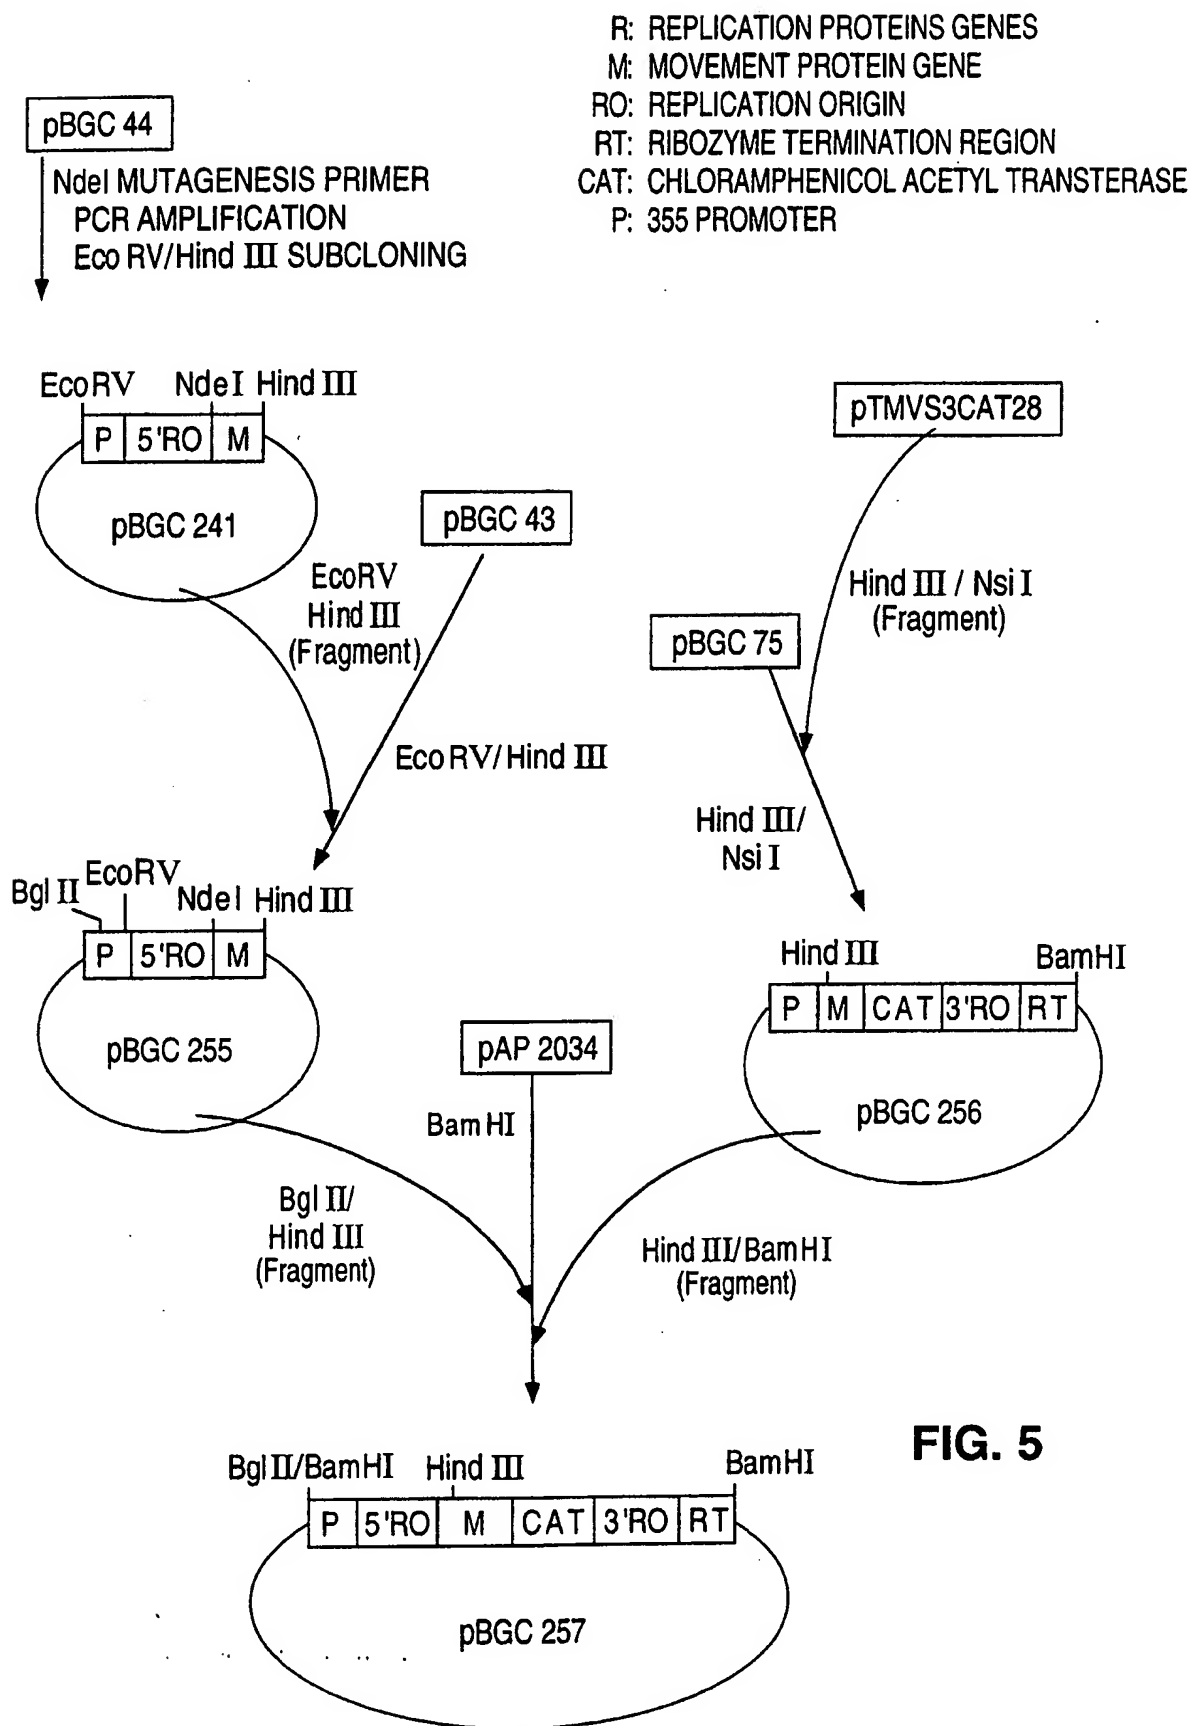 R: REPLICATION PROTEINS GENES
M: MOVEMENT PROTEIN GENE
RO: REPLICATION ORIGIN
RT: RIBOZYME TERMINATION REGION
CAT: CHLORAMPHENICOL ACETYL TRANSTERASE
P: 355 PROMOTER
pBGC 44
NdeI MUTAGENESIS PRIMER
PCR AMPLIFICATION
Eco RV/Hind III SUBCLONING
EcoRV NdeI Hind III
P 5'RO M
pBGC 241
pBGC 43
EcoRV
Hind III
(Fragment)
Eco RV/Hind III
pTMVS3CAT28
Hind III / Nsi I
(Fragment)
pBGC 75
Hind III/
Nsi I
Bgl II EcoRV NdeI Hind III
P 5'RO M
pBGC 255
pAP 2034
Bam HI
Hind III BamHI
P M CAT 3'RO RT
pBGC 256
Bgl II/
Hind III
(Fragment)
Hind III/BamHI
(Fragment)
FIG. 5
Bgl II/BamHI Hind III BamHI
P 5'RO M CAT 3'RO RT
pBGC 257